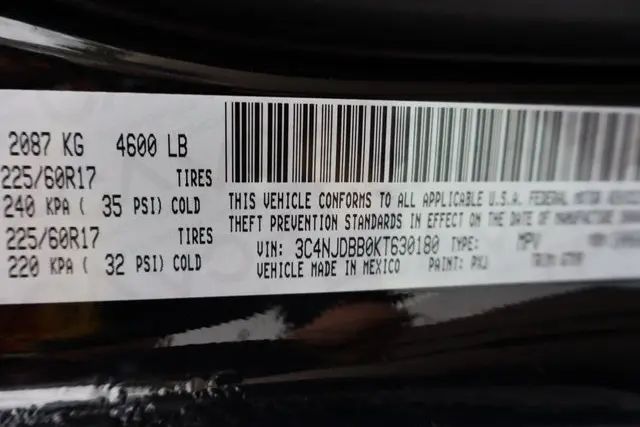 2087 KG 4600 LB
225/60R17 TIRES
240 KPA ( 35 PSI) COLD
225/60R17 TIRES
220 KPA ( 32 PSI) COLD
THIS VEHICLE CONFORMS TO ALL APPLICABLE U.S.A. FEDERAL MOTOR
THEFT PREVENTION STANDARDS IN EFFECT ON THE DATE OF
VIN: 3C4NJDBB0KT630180 TYPE: MPV
VEHICLE MADE IN MEXICO PAINT: PXJ TRIM: